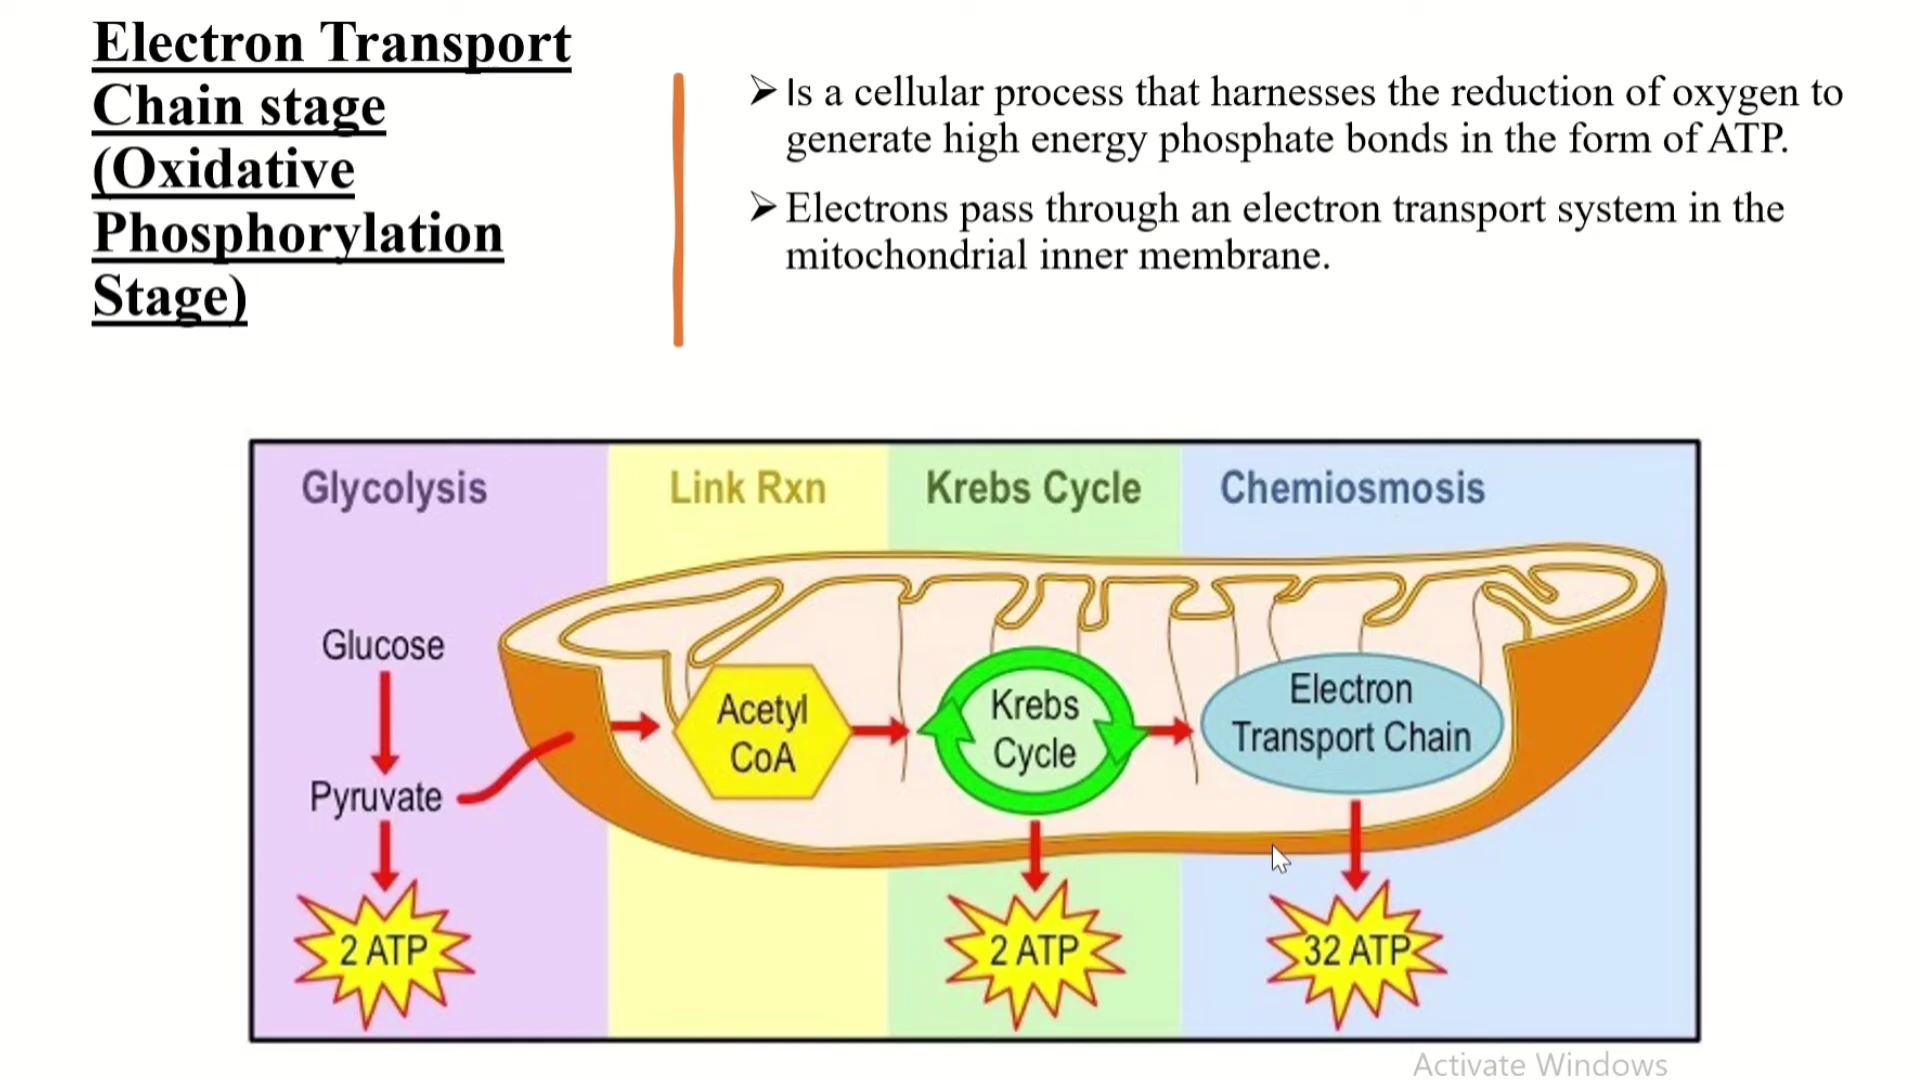 Electron Transport
Chain stage
(Oxidative
Phosphorylation
Stage)
➢ Is a cellular process that harnesses the reduction of oxygen to
generate high energy phosphate bonds in the form of ATP.
➢ Electrons pass through an electron transport system in the
mitochondrial inner membrane.
Glycolysis
Link Rxn
Krebs Cycle
Chemiosmosis
Glucose
Pyruvate
2 ATP
Acetyl
CoA
Krebs
Cycle
2 ATP
Electron
Transport Chain
32 ATP
Activate Windows